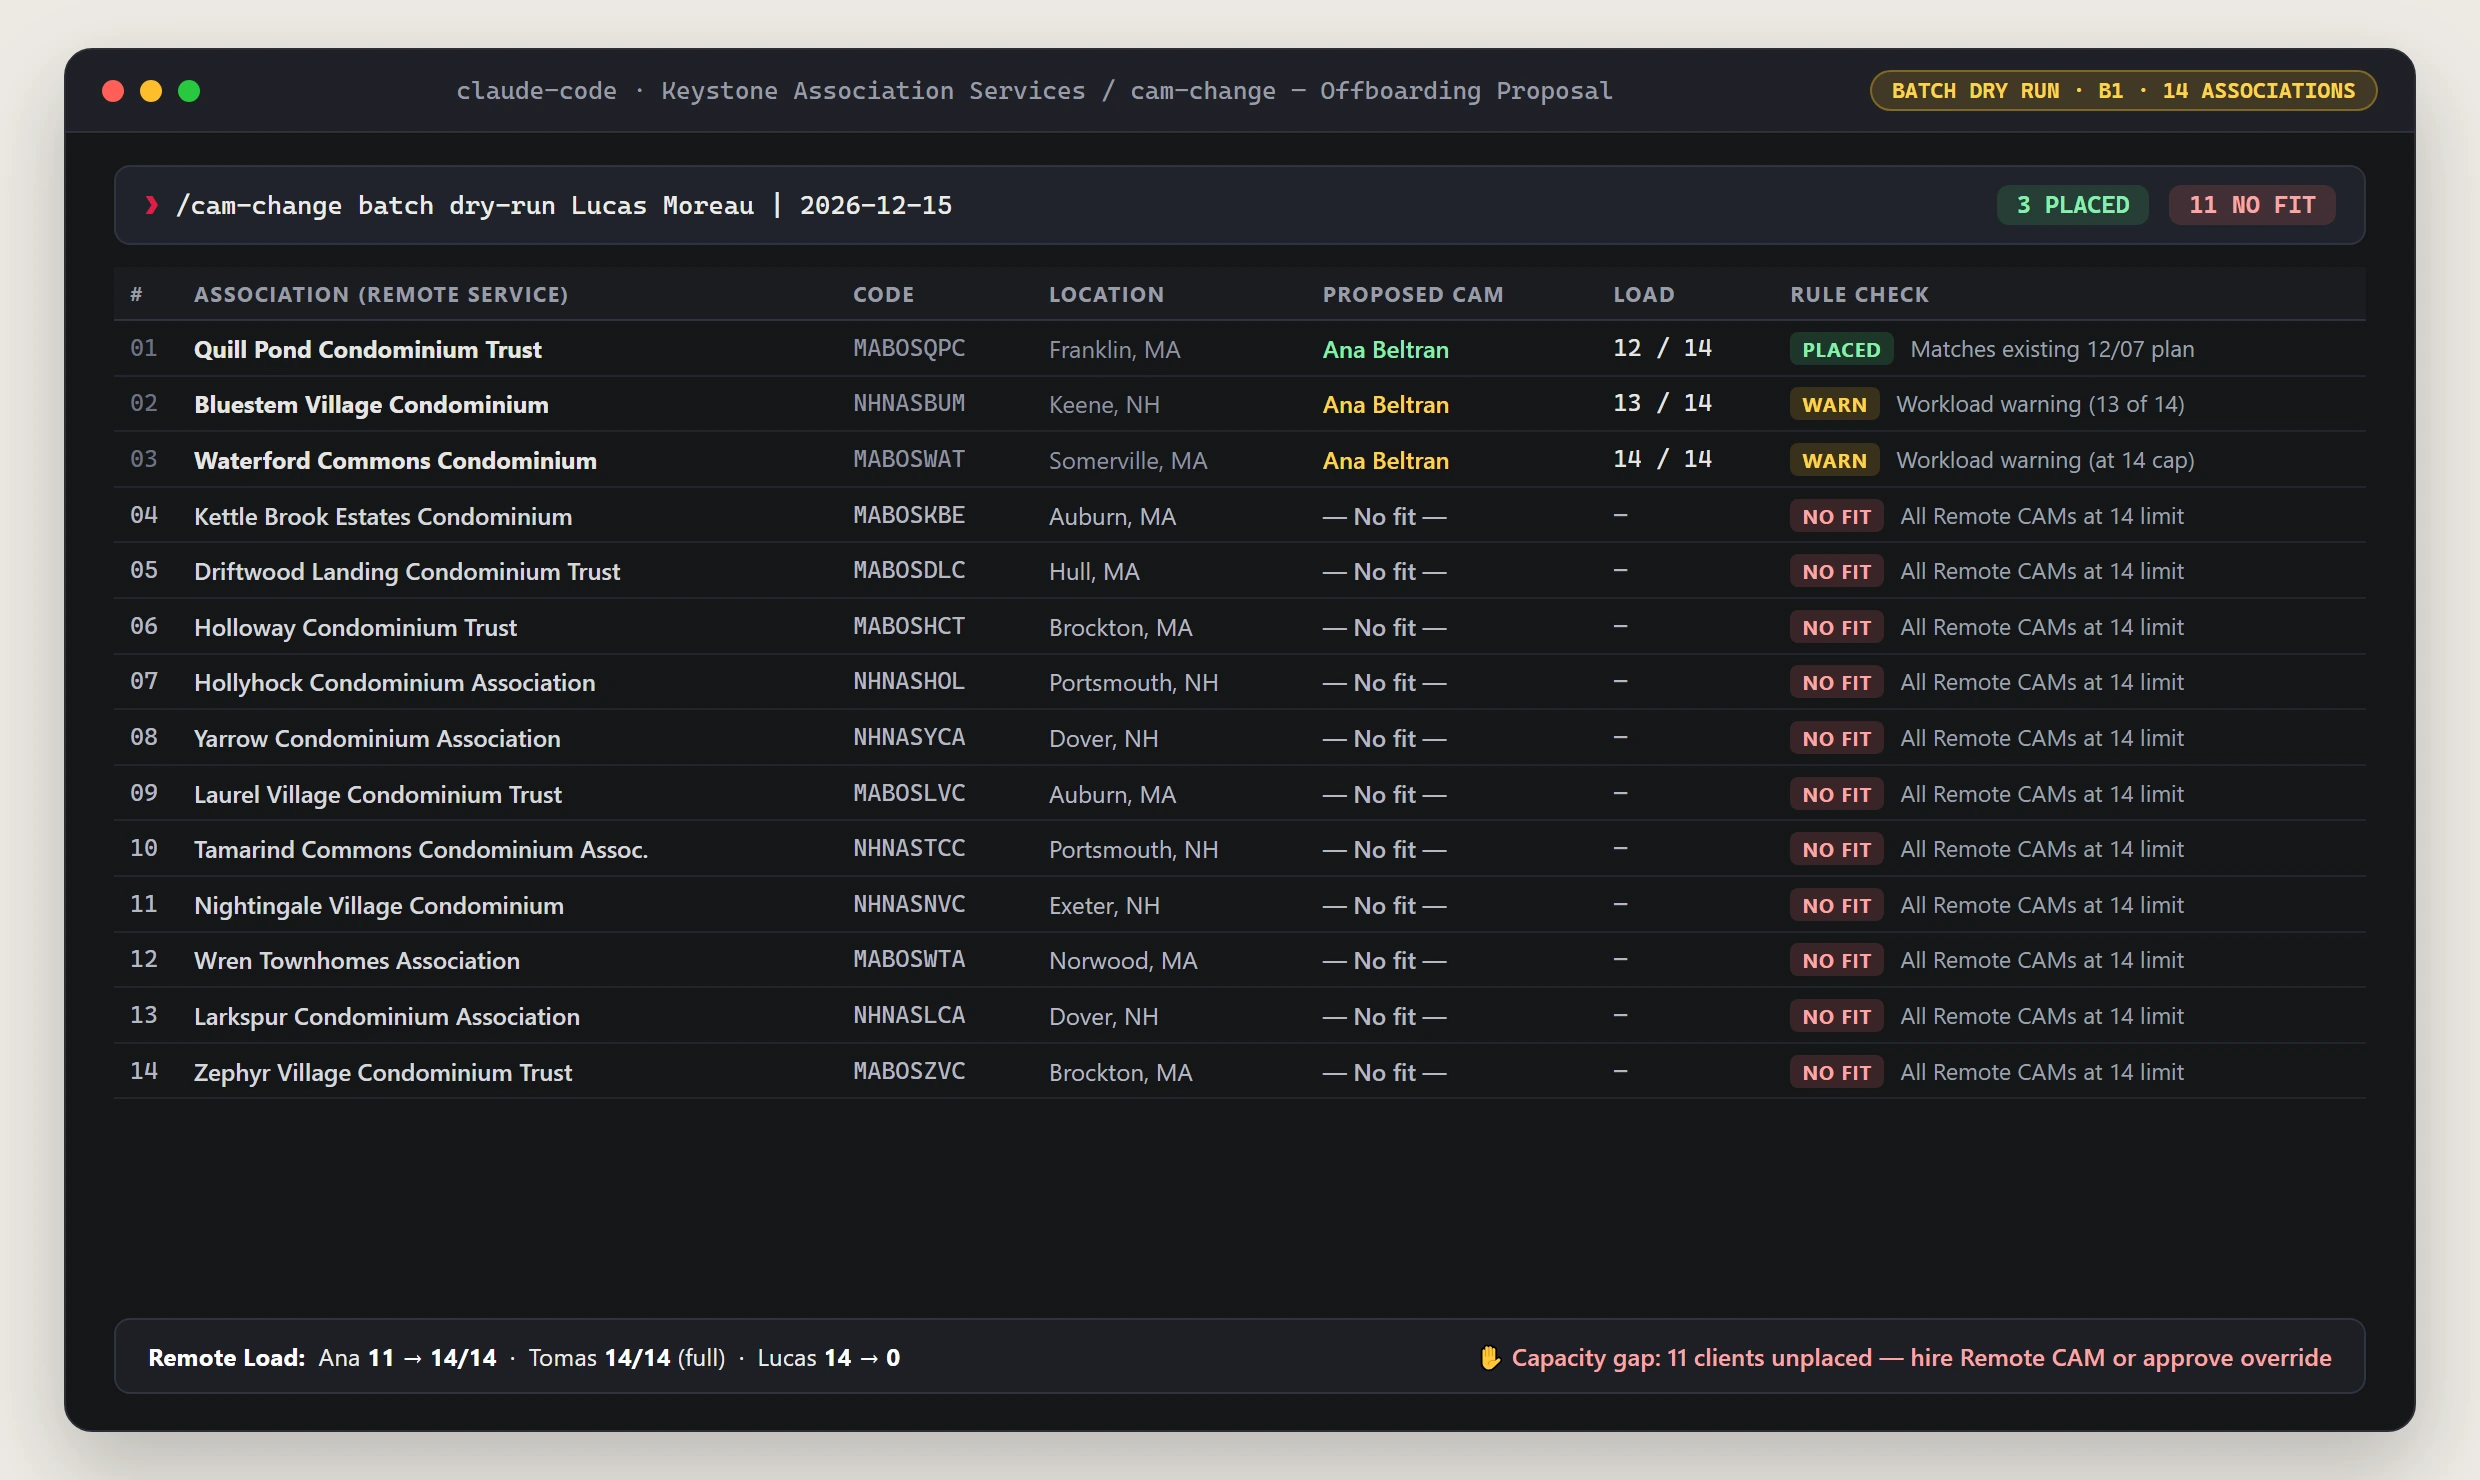 claude-code · Keystone Association Services / cam-change — Offboarding Proposal BATCH DRY RUN · B1 · 14 ASSOCIATIONS
❯ /cam-change batch dry-run Lucas Moreau | 2026-12-15 3 PLACED 11 NO FIT
# ASSOCIATION (REMOTE SERVICE) CODE LOCATION PROPOSED CAM LOAD RULE CHECK
01 Quill Pond Condominium Trust MABOSQPC Franklin, MA Ana Beltran 12 / 14 PLACED Matches existing 12/07 plan
02 Bluestem Village Condominium NHNASBUM Keene, NH Ana Beltran 13 / 14 WARN Workload warning (13 of 14)
03 Waterford Commons Condominium MABOSWAT Somerville, MA Ana Beltran 14 / 14 WARN Workload warning (at 14 cap)
04 Kettle Brook Estates Condominium MABOSKBE Auburn, MA — No fit — – NO FIT All Remote CAMs at 14 limit
05 Driftwood Landing Condominium Trust MABOSDLC Hull, MA — No fit — – NO FIT All Remote CAMs at 14 limit
06 Holloway Condominium Trust MABOSHCT Brockton, MA — No fit — – NO FIT All Remote CAMs at 14 limit
07 Hollyhock Condominium Association NHNASHOL Portsmouth, NH — No fit — – NO FIT All Remote CAMs at 14 limit
08 Yarrow Condominium Association NHNASYCA Dover, NH — No fit — – NO FIT All Remote CAMs at 14 limit
09 Laurel Village Condominium Trust MABOSLVC Auburn, MA — No fit — – NO FIT All Remote CAMs at 14 limit
10 Tamarind Commons Condominium Assoc. NHNASTCC Portsmouth, NH — No fit — – NO FIT All Remote CAMs at 14 limit
11 Nightingale Village Condominium NHNASNVC Exeter, NH — No fit — – NO FIT All Remote CAMs at 14 limit
12 Wren Townhomes Association MABOSWTA Norwood, MA — No fit — – NO FIT All Remote CAMs at 14 limit
13 Larkspur Condominium Association NHNASLCA Dover, NH — No fit — – NO FIT All Remote CAMs at 14 limit
14 Zephyr Village Condominium Trust MABOSZVC Brockton, MA — No fit — – NO FIT All Remote CAMs at 14 limit
Remote Load: Ana 11 → 14/14 · Tomas 14/14 (full) · Lucas 14 → 0 ✋ Capacity gap: 11 clients unplaced — hire Remote CAM or approve override